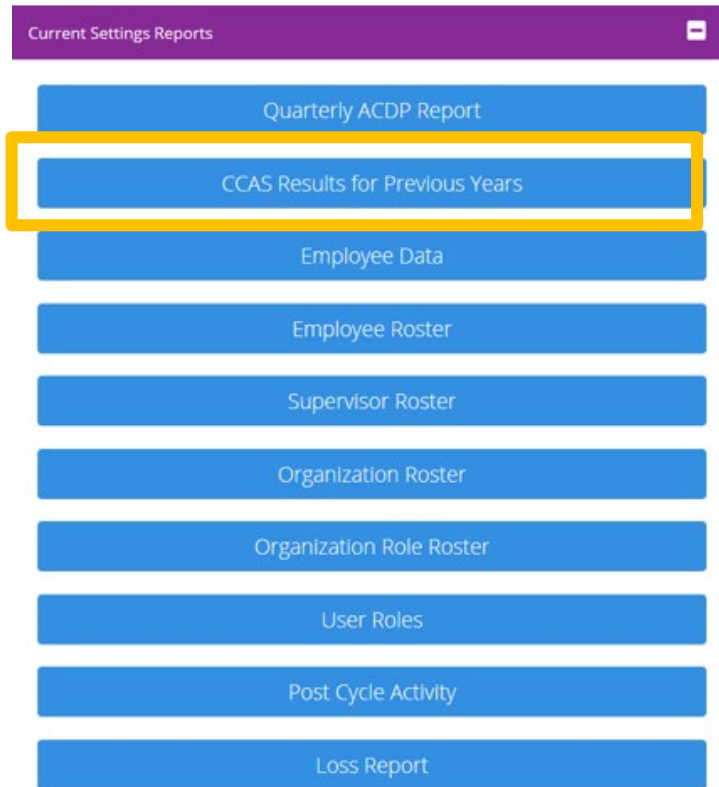 Current Settings Reports
Quarterly ACDP Report
CCAS Results for Previous Years
Employee Data
Employee Roster
Supervisor Roster
Organization Roster
Organization Role Roster
User Roles
Post Cycle Activity
Loss Report